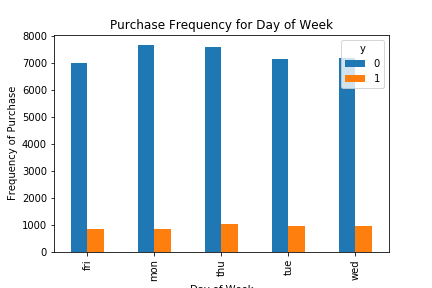 Purchase Frequency for Day of Week
Frequency of Purchase
8000
7000
6000
5000
4000
3000
2000
1000
0
y
0
1
fri
mon
thu
tue
wed
Day of Week